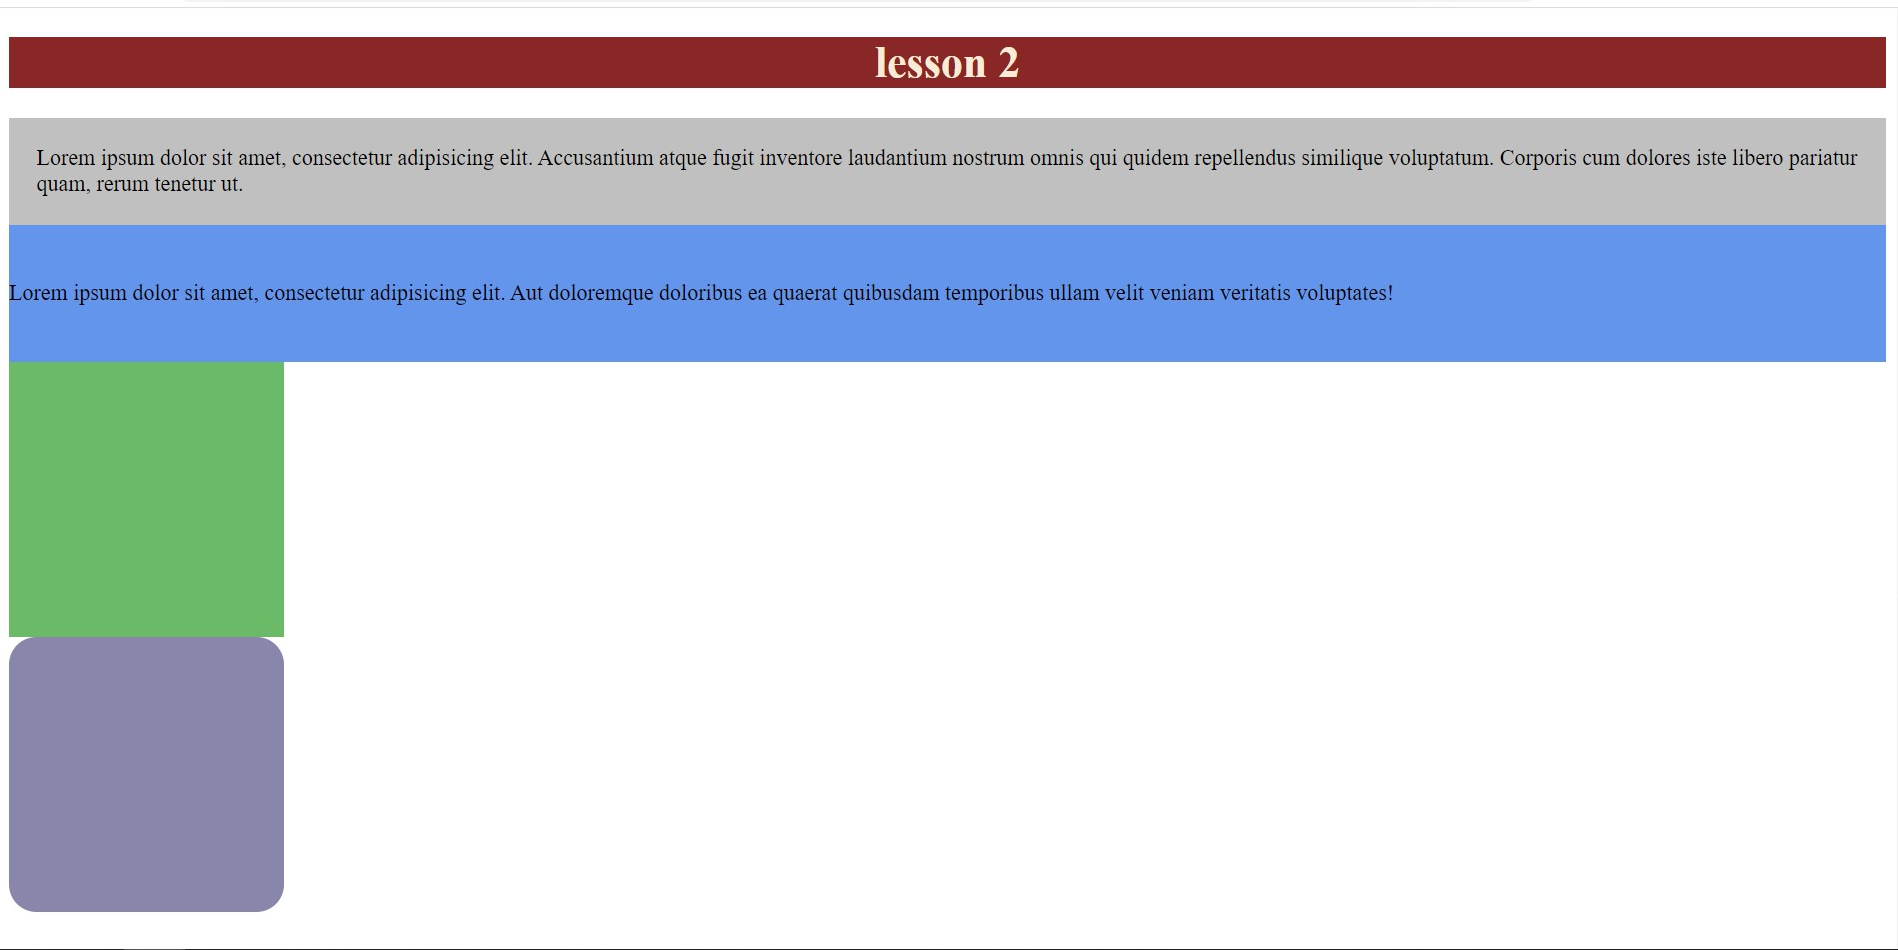 lesson 2
Lorem ipsum dolor sit amet, consectetur adipisicing elit. Accusantium atque fugit inventore laudantium nostrum omnis qui quidem repellendus similique voluptatum. Corporis cum dolores iste libero pariatur
quam, rerum tenetur ut.
Lorem ipsum dolor sit amet, consectetur adipisicing elit. Aut doloremque doloribus ea quaerat quibusdam temporibus ullam velit veniam veritatis voluptates!